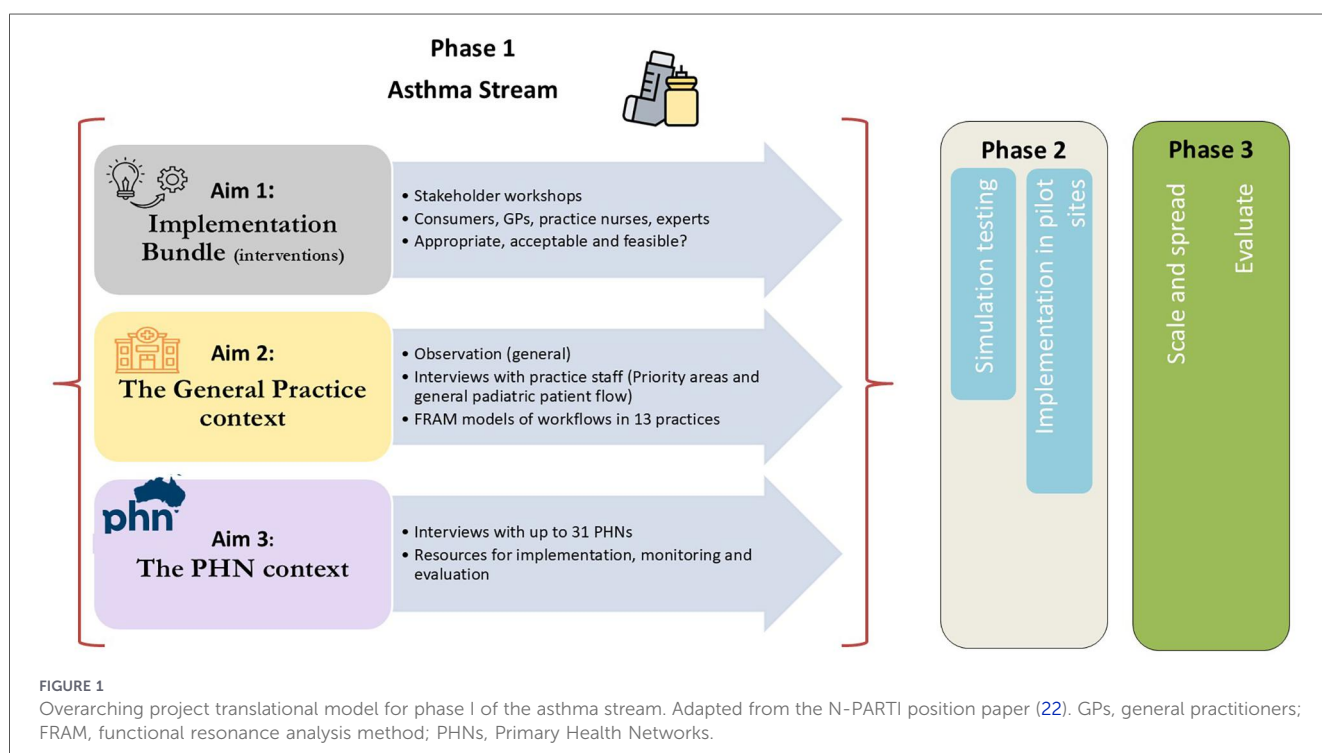 Phase 1
Asthma Stream
Aim 1:
Implementation
Bundle (interventions)
• Stakeholder workshops
• Consumers, GPs, practice nurses, experts
• Appropriate, acceptable and feasible?
Aim 2:
The General Practice
context
• Observation (general)
• Interviews with practice staff (Priority areas and
general padiatric patient flow)
• FRAM models of workflows in 13 practices
phn
Aim 3:
The PHN context
• Interviews with up to 31 PHNs
• Resources for implementation, monitoring and
evaluation
Phase 2
Simulation testing
Implementation in pilot
sites
Phase 3
Scale and spread
Evaluate
FIGURE 1
Overarching project translational model for phase I of the asthma stream. Adapted from the N-PARTI position paper (22). GPs, general practitioners;
FRAM, functional resonance analysis method; PHNs, Primary Health Networks.